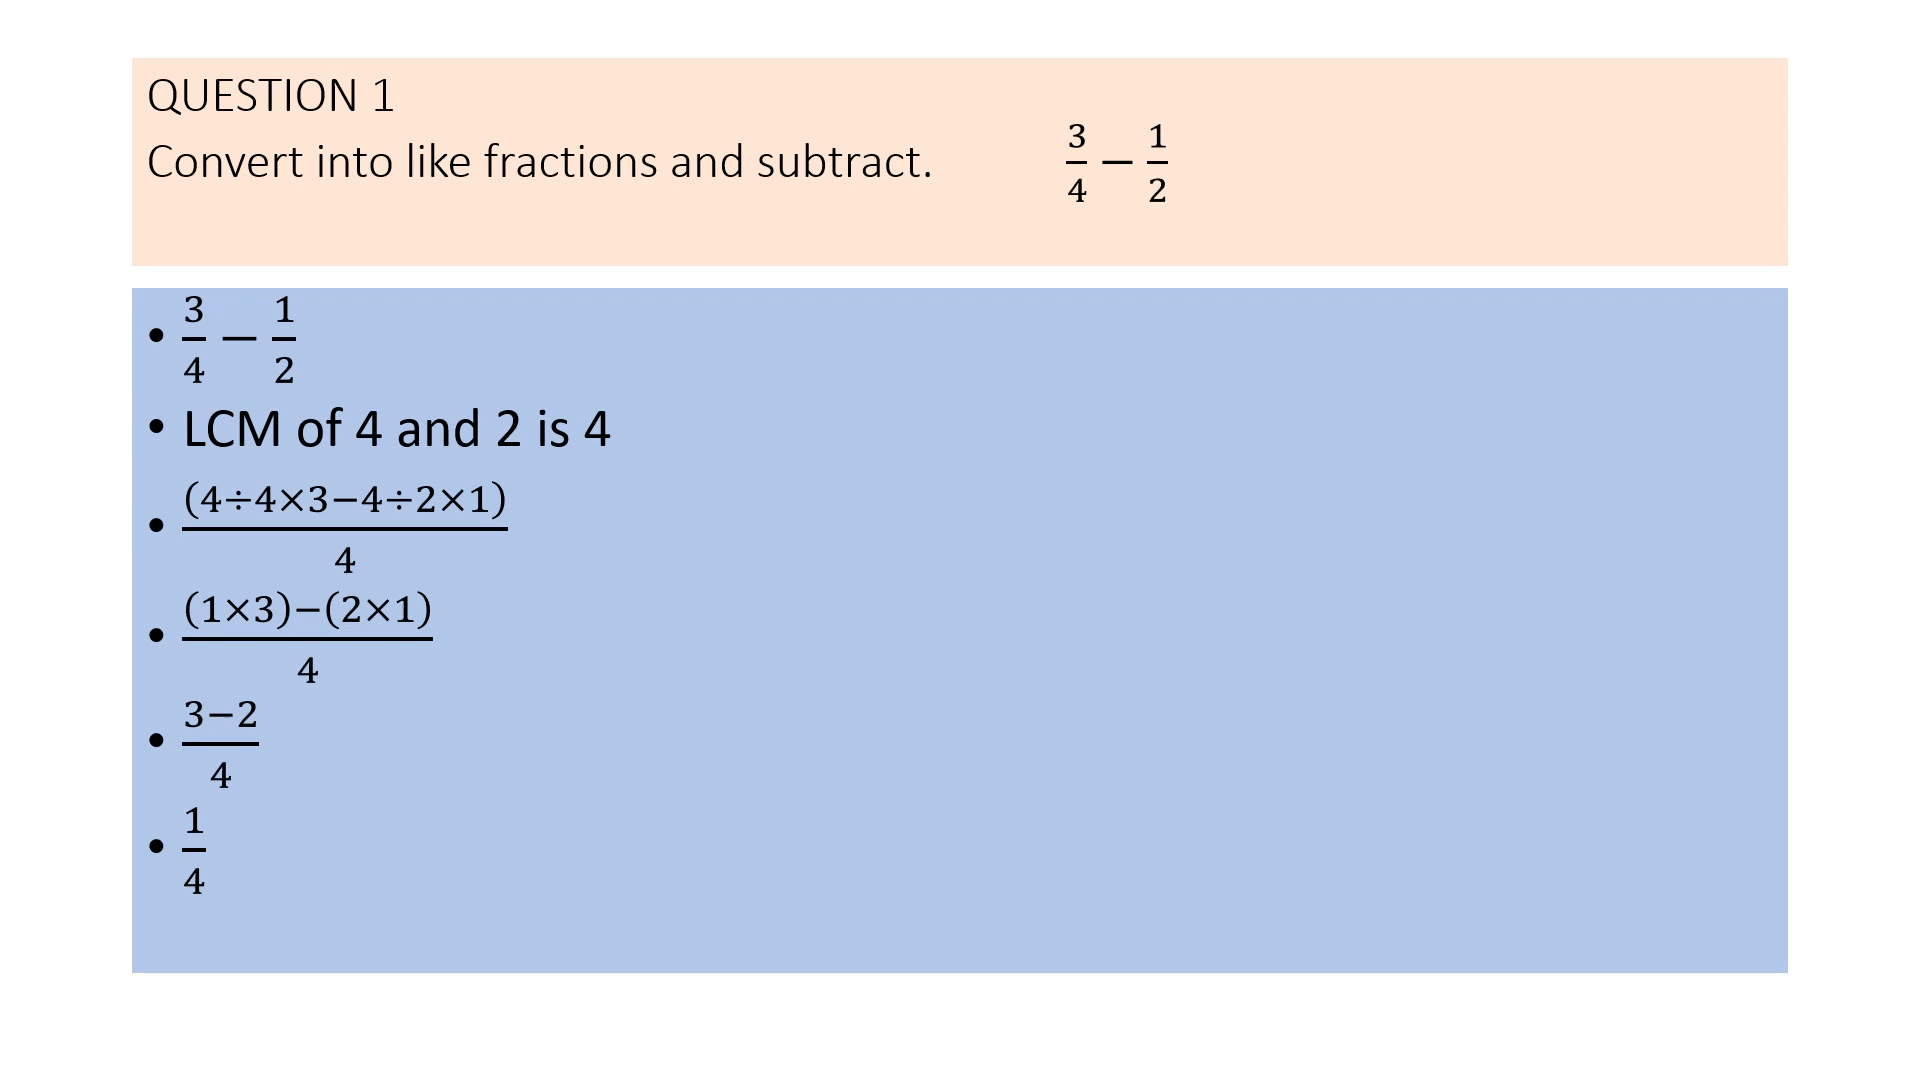 QUESTION 1
Convert into like fractions and subtract. 3/4 − 1/2
• 3/4 − 1/2
• LCM of 4 and 2 is 4
• (4÷4×3−4÷2×1)/4
• (1×3)−(2×1)/4
• 3−2/4
• 1/4